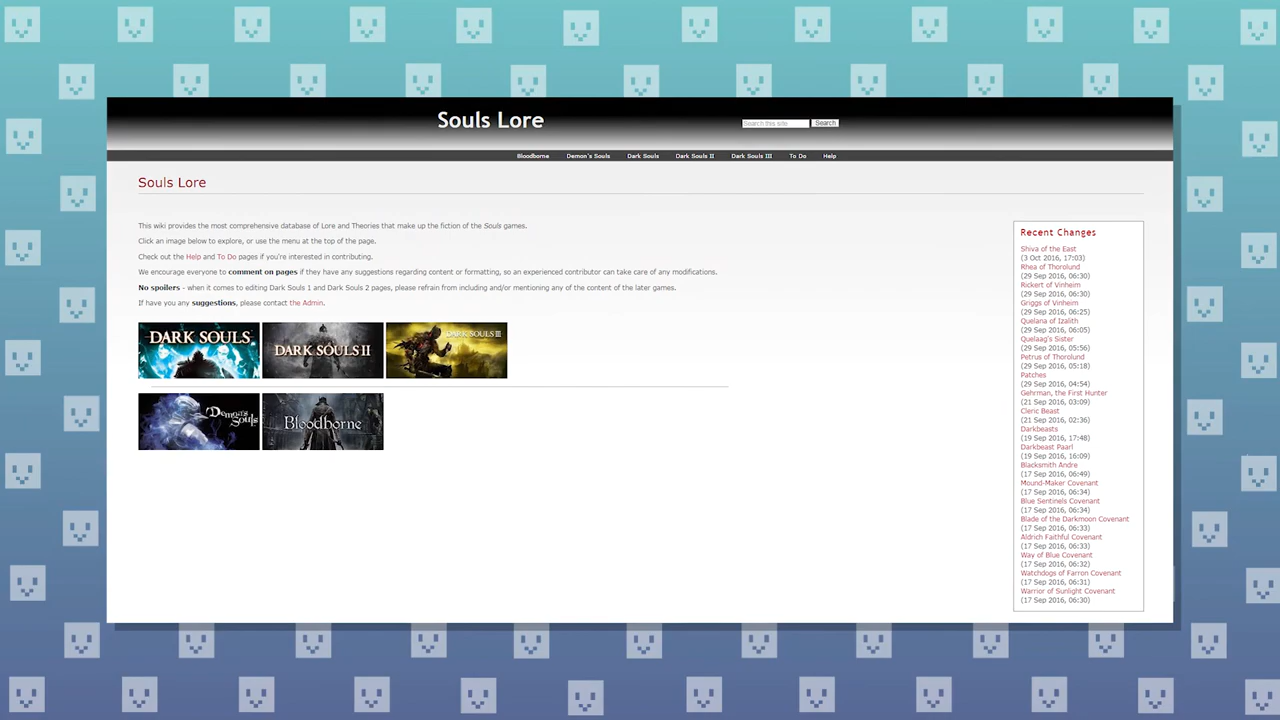 Souls Lore
Search this site
Search
Bloodborne Demon's Souls Dark Souls Dark Souls II Dark Souls III To Do Help
Souls Lore
This wiki provides the most comprehensive database of Lore and Theories that make up the fiction of the Souls games.
Click an image below to explore, or use the menu at the top of the page.
Check out the Help and To Do pages if you're interested in contributing.
We encourage everyone to comment on pages if they have any suggestions regarding content or formatting, so an experienced contributor can take care of any modifications.
No spoilers - when it comes to editing Dark Souls 1 and Dark Souls 2 pages, please refrain from including and/or mentioning any of the content of the later games.
If have you any suggestions, please contact the Admin.
DARK SOULS
DARK SOULS II
DARK SOULS III
Demon's Souls
Bloodborne
Recent Changes
Shiva of the East
(3 Oct 2016, 17:03)
Rhea of Thorolund
(29 Sep 2016, 06:30)
Rickert of Vinheim
(29 Sep 2016, 06:30)
Griggs of Vinheim
(29 Sep 2016, 06:25)
Quelana of Izalith
(29 Sep 2016, 06:05)
Quelaag's Sister
(29 Sep 2016, 05:56)
Petrus of Thorolund
(29 Sep 2016, 05:18)
Patches
(29 Sep 2016, 04:54)
Gehrman, the First Hunter
(21 Sep 2016, 03:09)
Cleric Beast
(21 Sep 2016, 02:36)
Darkbeasts
(19 Sep 2016, 17:48)
Darkbeast Paarl
(19 Sep 2016, 16:09)
Blacksmith Andre
(17 Sep 2016, 06:49)
Mound-Maker Covenant
(17 Sep 2016, 06:34)
Blue Sentinels Covenant
(17 Sep 2016, 06:34)
Blade of the Darkmoon Covenant
(17 Sep 2016, 06:33)
Aldrich Faithful Covenant
(17 Sep 2016, 06:33)
Way of Blue Covenant
(17 Sep 2016, 06:32)
Watchdogs of Farron Covenant
(17 Sep 2016, 06:31)
Warrior of Sunlight Covenant
(17 Sep 2016, 06:30)